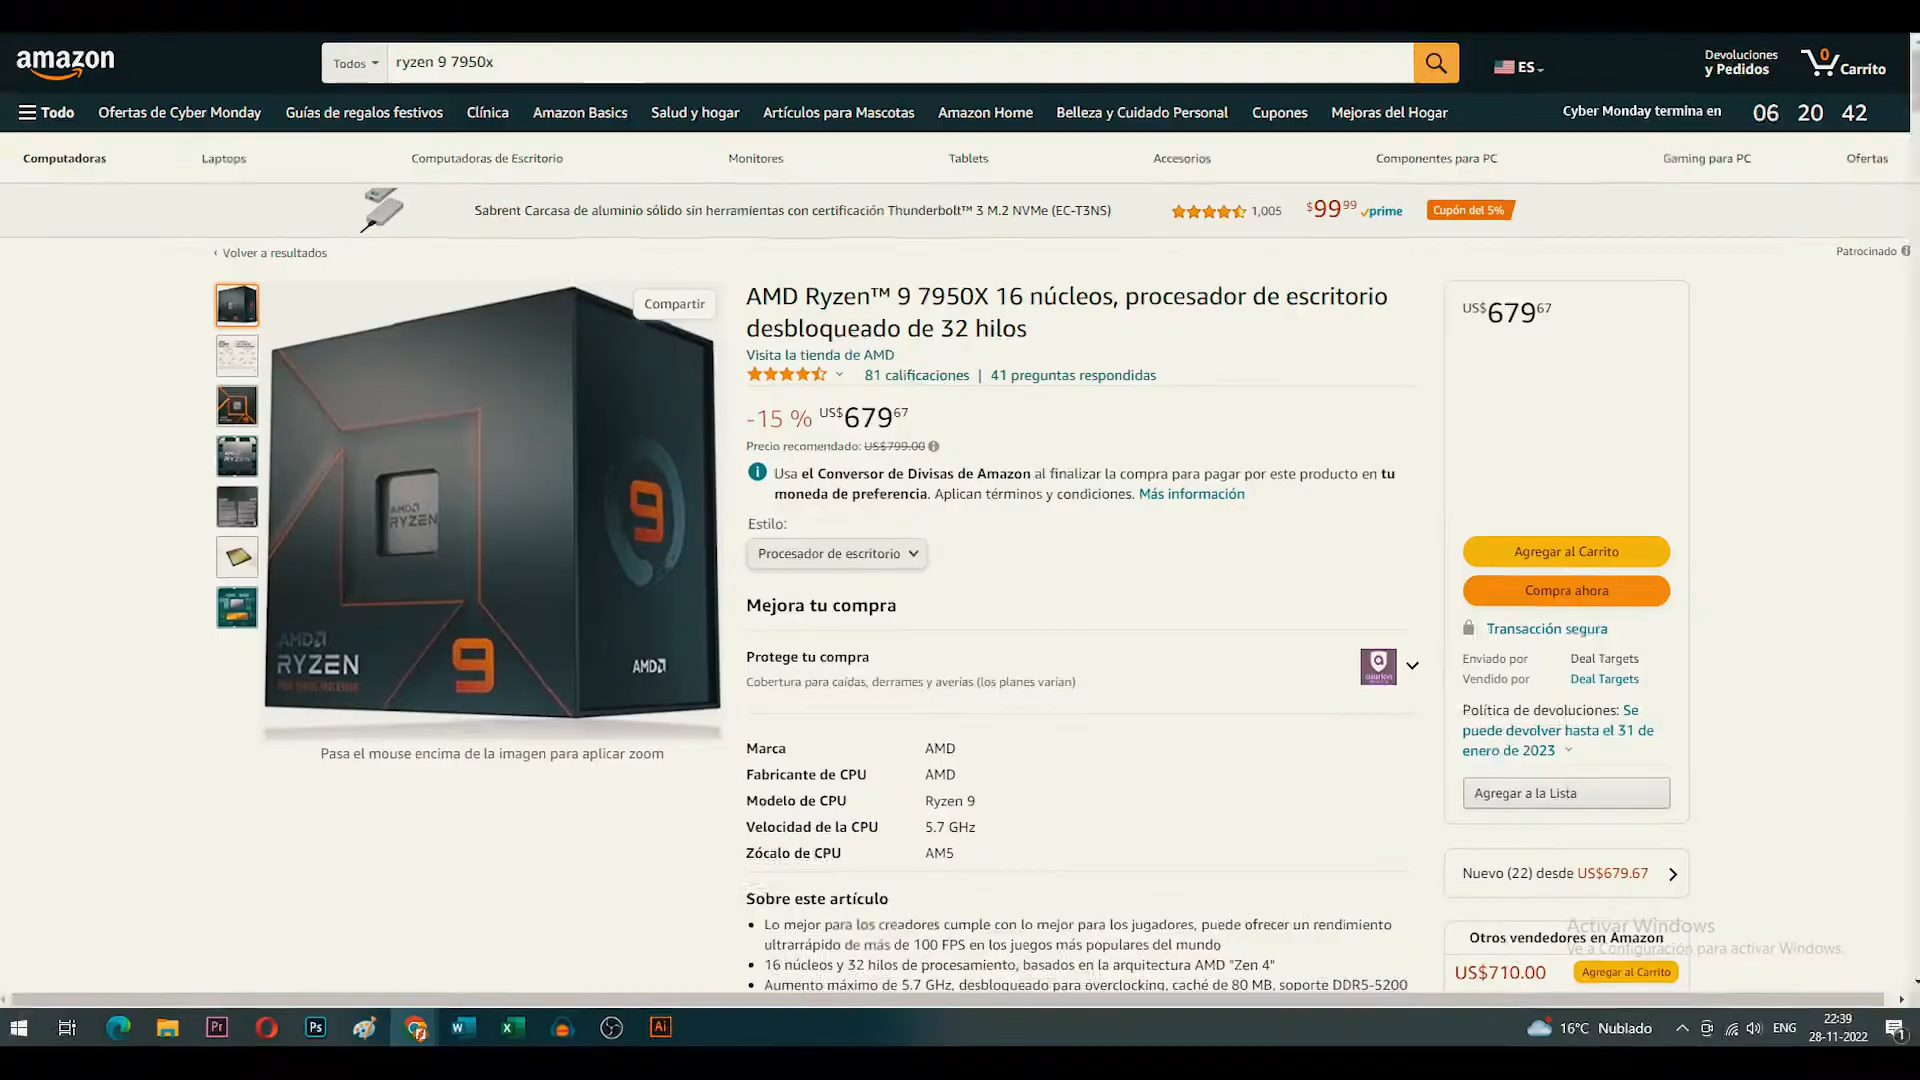 amazon
Todos
ryzen 9 7950x
ES
Devoluciones
y Pedidos
0
Carrito
Todo
Ofertas de Cyber Monday
Guías de regalos festivos
Clínica
Amazon Basics
Salud y hogar
Artículos para Mascotas
Amazon Home
Belleza y Cuidado Personal
Cupones
Mejoras del Hogar
Cyber Monday termina en 06 20 42
Computadoras
Laptops
Computadoras de Escritorio
Monitores
Tablets
Accesorios
Componentes para PC
Gaming para PC
Ofertas
Sabrent Carcasa de aluminio sólido sin herramientas con certificación Thunderbolt™ 3 M.2 NVMe (EC-T3NS)
1,005
$9999
prime
Cupón del 5%
‹ Volver a resultados
Patrocinado
Compartir
AMD
RYZEN
9
AMD
RYZEN
9
AMD
Pasa el mouse encima de la imagen para aplicar zoom
AMD Ryzen™ 9 7950X 16 núcleos, procesador de escritorio
desbloqueado de 32 hilos
Visita la tienda de AMD
81 calificaciones | 41 preguntas respondidas
-15 % US$67967
Precio recomendado: US$799.00
Usa el Conversor de Divisas de Amazon al finalizar la compra para pagar por este producto en tu
moneda de preferencia. Aplican términos y condiciones. Más información
Estilo:
Procesador de escritorio
Mejora tu compra
Protege tu compra
Cobertura para caídas, derrames y averías (los planes varían)
asurion
Marca AMD
Fabricante de CPU AMD
Modelo de CPU Ryzen 9
Velocidad de la CPU 5.7 GHz
Zócalo de CPU AM5
Sobre este artículo
• Lo mejor para los creadores cumple con lo mejor para los jugadores, puede ofrecer un rendimiento
ultrarrápido de más de 100 FPS en los juegos más populares del mundo
• 16 núcleos y 32 hilos de procesamiento, basados en la arquitectura AMD "Zen 4"
• Aumento máximo de 5.7 GHz, desbloqueado para overclocking, caché de 80 MB, soporte DDR5-5200
US$67967
Agregar al Carrito
Compra ahora
Transacción segura
Enviado por Deal Targets
Vendido por Deal Targets
Política de devoluciones: Se
puede devolver hasta el 31 de
enero de 2023
Agregar a la Lista
Nuevo (22) desde US$679.67
Activar Windows
Ve a Configuración para activar Windows.
Otros vendedores en Amazon
US$710.00
Agregar al Carrito
Pr
Ps
W
X
Ai
16°C Nublado
ENG
22:39
28-11-2022
1